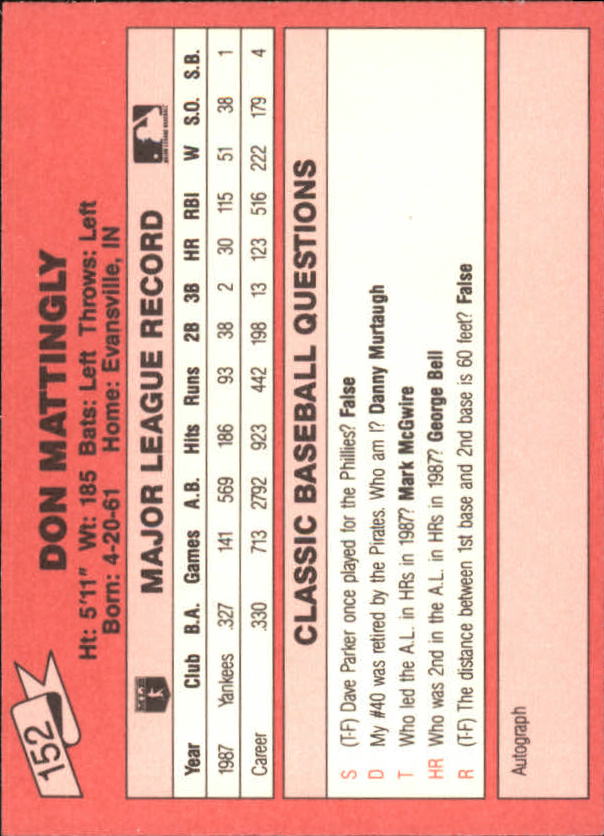 152
DON MATTINGLY
Ht: 5'11" Wt: 185 Bats: Left Throws: Left
Born: 4-20-61 Home: Evansville, IN
MAJOR LEAGUE RECORD
Year Club B.A. Games A.B. Hits Runs 2B 3B HR RBI W S.O. S.B.
1987 Yankees .327 141 569 186 93 38 2 30 115 51 38 1
Career .330 713 2792 923 442 198 13 123 516 222 179 4
CLASSIC BASEBALL QUESTIONS
S (T-F) Dave Parker once played for the Phillies? False
D My #40 was retired by the Pirates. Who am I? Danny Murtaugh
T Who led the A.L. in HRs in 1987? Mark McGwire
HR Who was 2nd in the A.L. in HRs in 1987? George Bell
R (T-F) The distance between 1st base and 2nd base is 60 feet? False
Autograph